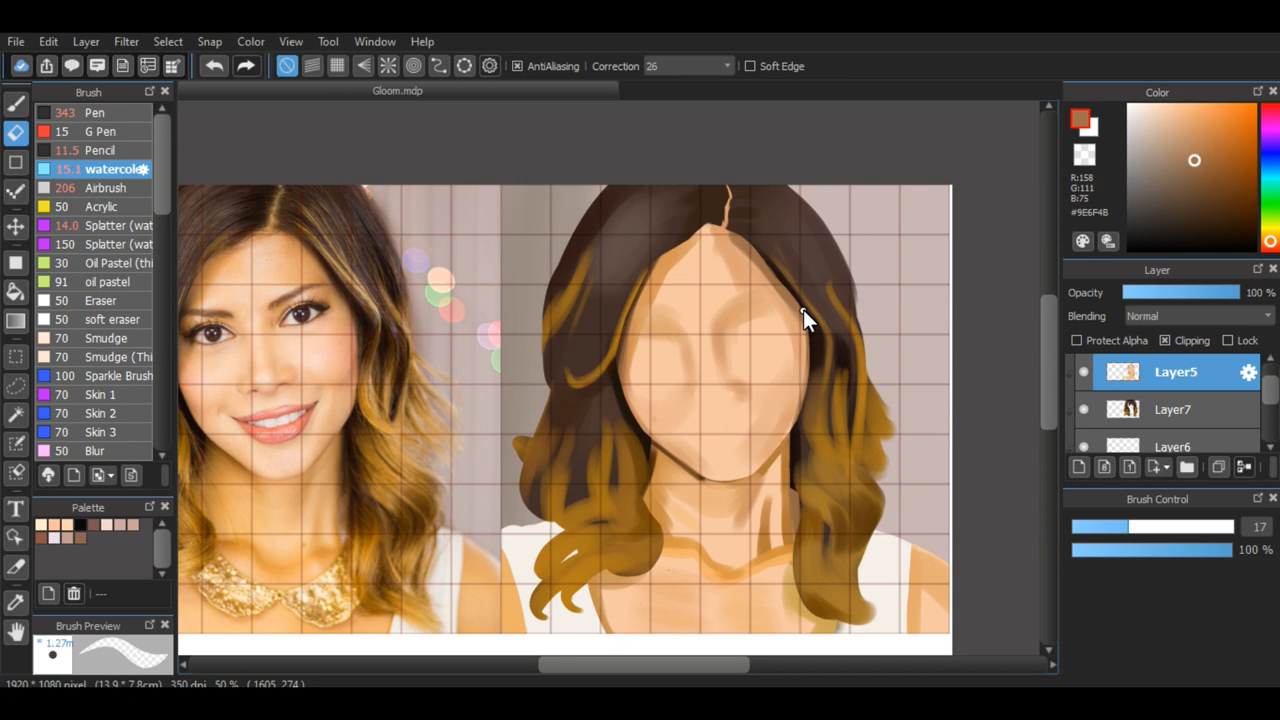 File Edit Layer Filter Select Snap Color View Tool Window Help
AntiAliasing Correction 26 Soft Edge
Brush
Gloom.mdp
Color
343 Pen
15 G Pen
11.5 Pencil
15.1 watercol
206 Airbrush
50 Acrylic
14.0 Splatter (wat
150 Splatter (wat
30 Oil Pastel (thi
91 oil pastel
50 Eraser
50 soft eraser
70 Smudge
70 Smudge (Thi
100 Sparkle Brush
70 Skin 1
70 Skin 2
70 Skin 3
50 Blur
Palette
---
Brush Preview
* 1.27m
R:158
G:111
B:75
#9E6F4B
Layer
Opacity 100 %
Blending Normal
Protect Alpha Clipping Lock
Layer5
Layer7
Layer6
Brush Control
17
100 %
1920 * 1080 pixel (13.9 * 7.8cm) 350 dpi 50 % ( 1605, 274 )